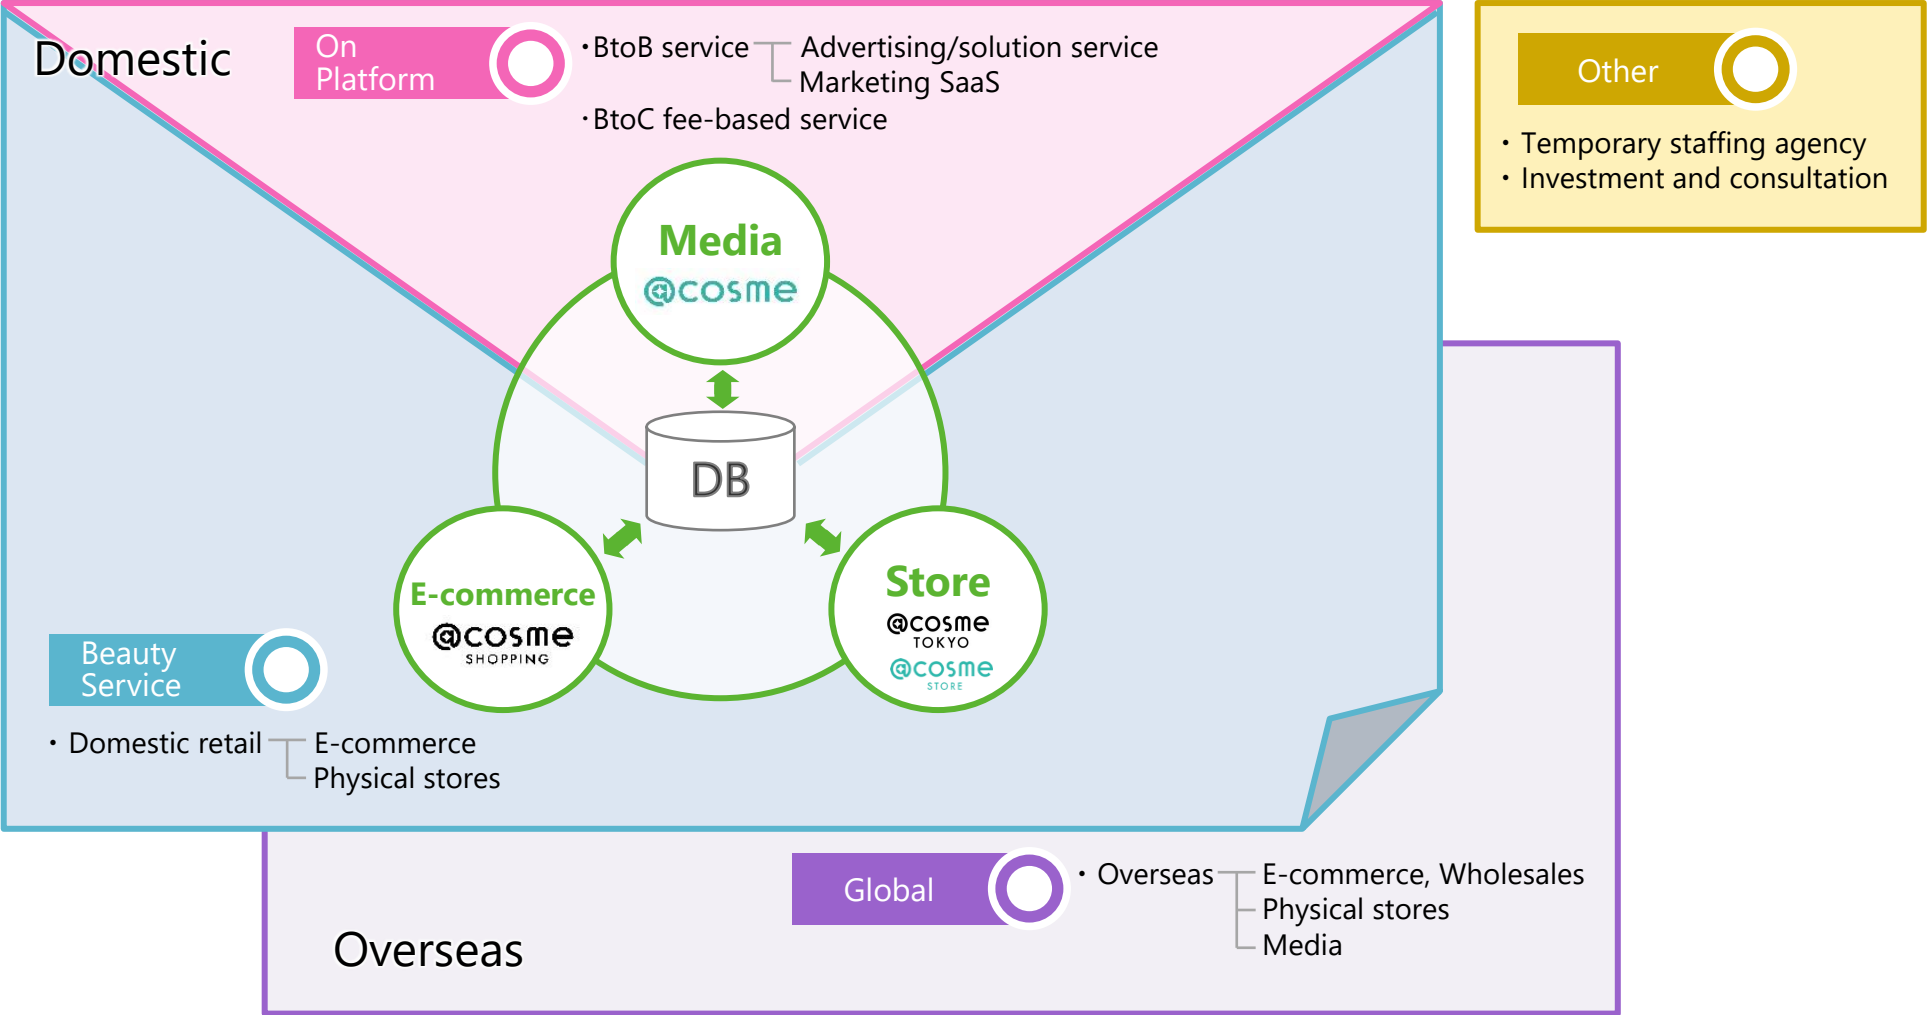 Domestic
On
Platform
・BtoB service
Advertising/solution service
Marketing SaaS
・BtoC fee-based service
Other
・ Temporary staffing agency
・ Investment and consultation
Media
@cosme
DB
E-commerce
@cosme
SHOPPING
Store
@cosme
TOKYO
@cosme
STORE
Beauty
Service
・ Domestic retail
E-commerce
Physical stores
Global
・ Overseas
E-commerce, Wholesales
Physical stores
Media
Overseas